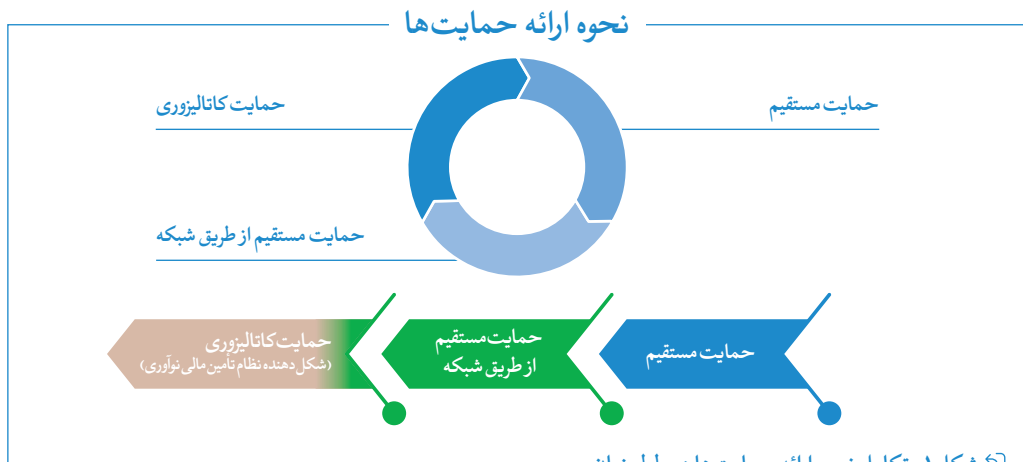 نحوه ارائه حمایت‌ها
حمایت مستقیم
حمایت کاتالیزوری
حمایت مستقیم از طریق شبکه
حمایت مستقیم
حمایت مستقیم
از طریق شبکه
حمایت کاتالیزوری
(شکل دهنده نظام تأمین مالی نوآوری)